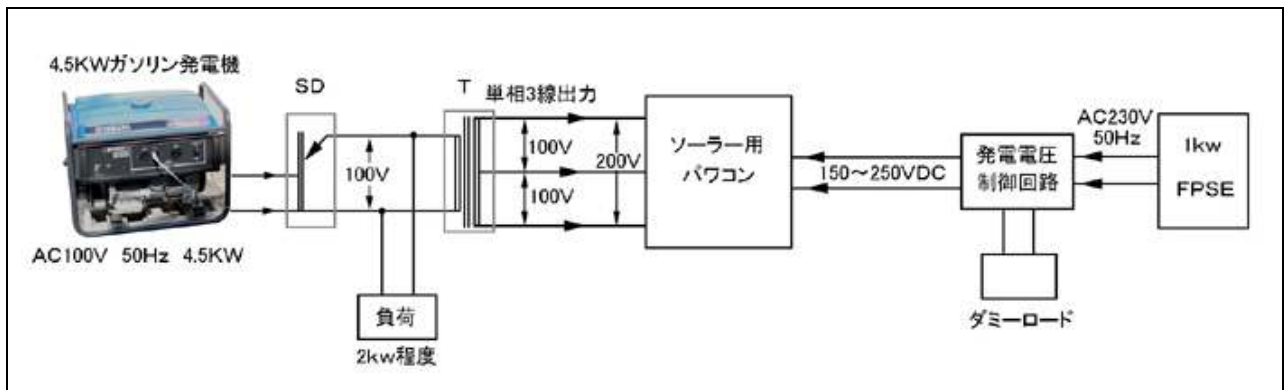 4.5KWガソリン発電機
AC100V 50Hz 4.5KW
SD
100V
負荷
2kw程度
T
単相3線出力
100V
100V
200V
ソーラー用
パワコン
150～250VDC
発電電圧
制御回路
ダミーロード
AC230V
50Hz
1kw
FPSE